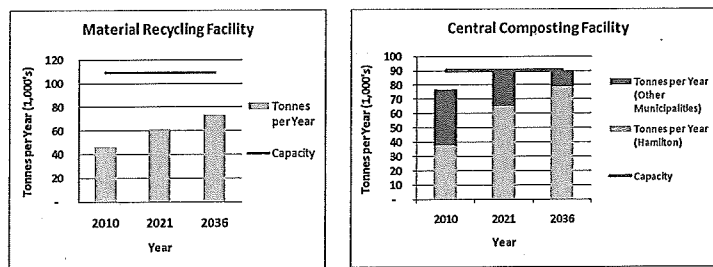 Material Recycling Facility
Tonnes per Year (1,000's)
120
100
80
60
40
20
-
2010 2021 2036
Year
Tonnes
per Year
Capacity
Central Composting Facility
Tonnes per Year (1,000's)
100
90
80
70
60
50
40
30
20
10
-
2010 2021 2036
Year
Tonnes per Year
(Other
Municipalities)
Tonnes per Year
(Hamilton)
Capacity